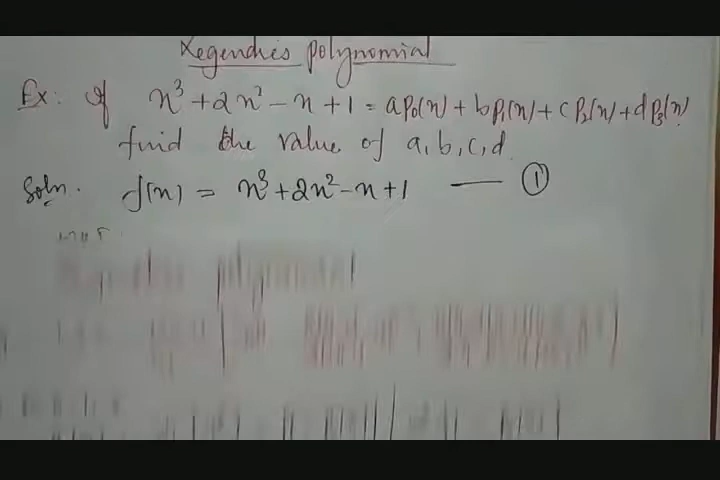 Legendies polynomial
Ex: If x³ + 2x² - x + 1 = aP₀(x) + bP₁(x) + cP₂(x) + dP₃(x)
find the value of a, b, c, d.
Soln. f(x) = x³ + 2x² - x + 1 —— ①